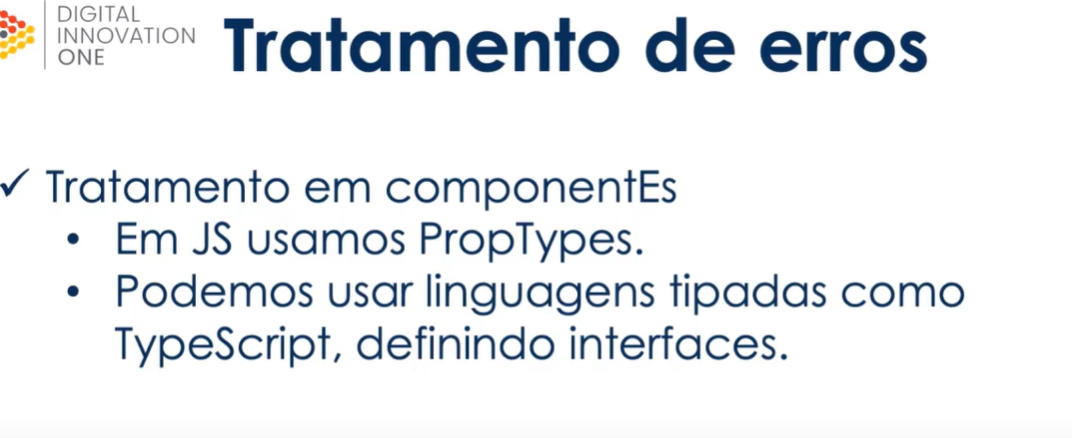 DIGITAL
INNOVATION
ONE
Tratamento de erros
✓ Tratamento em componentEs
• Em JS usamos PropTypes.
• Podemos usar linguagens tipadas como
TypeScript, definindo interfaces.